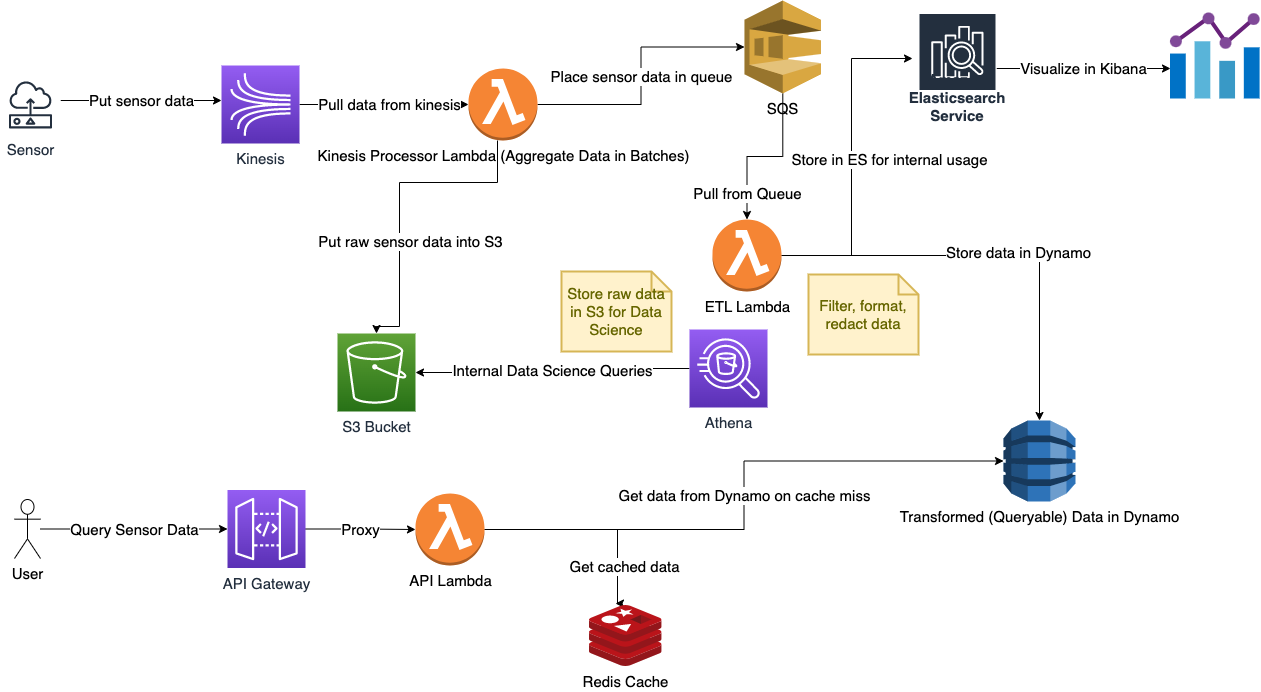 Place sensor data in queue
SQS
Elasticsearch
Service
Visualize in Kibana
Sensor
Put sensor data
Kinesis
Pull data from kinesis
Kinesis Processor Lambda (Aggregate Data in Batches)
Store in ES for internal usage
Pull from Queue
Put raw sensor data into S3
Store data in Dynamo
ETL Lambda
Store raw data
in S3 for Data
Science
Filter, format,
redact data
Internal Data Science Queries
S3 Bucket
Athena
Get data from Dynamo on cache miss
Transformed (Queryable) Data in Dynamo
User
Query Sensor Data
API Gateway
Proxy
API Lambda
Get cached data
Redis Cache